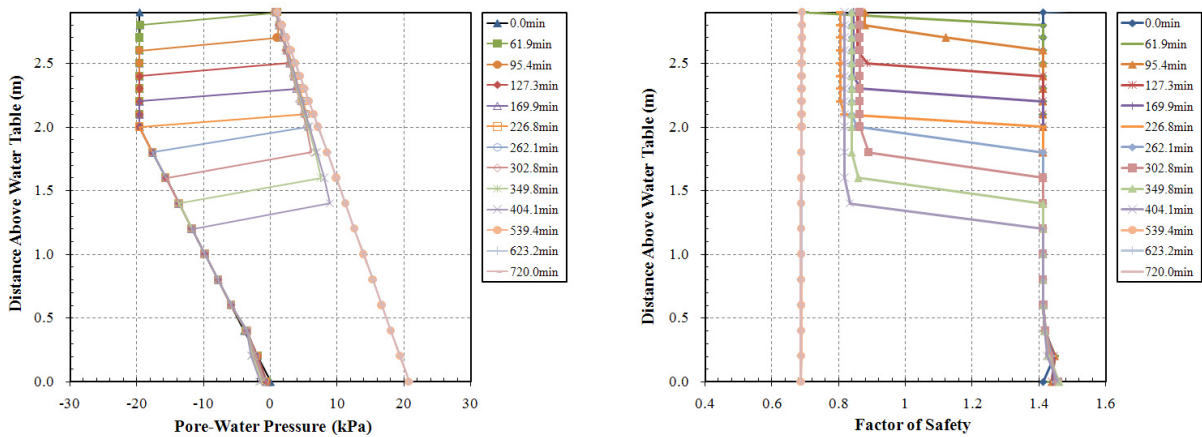 Distance Above Water Table (m)
2.5
2.0
1.5
1.0
0.5
0.0
-30
-20
-10
0
10
20
30
Pore-Water Pressure (kPa)
0.0min
61.9min
95.4min
127.3min
169.9min
226.8min
262.1min
302.8min
349.8min
404.1min
539.4min
623.2min
720.0min
Distance Above Water Table (m)
2.5
2.0
1.5
1.0
0.5
0.0
0.4
0.6
0.8
1
1.2
1.4
1.6
Factor of Safety
0.0min
61.9min
95.4min
127.3min
169.9min
226.8min
262.1min
302.8min
349.8min
404.1min
539.4min
623.2min
720.0min